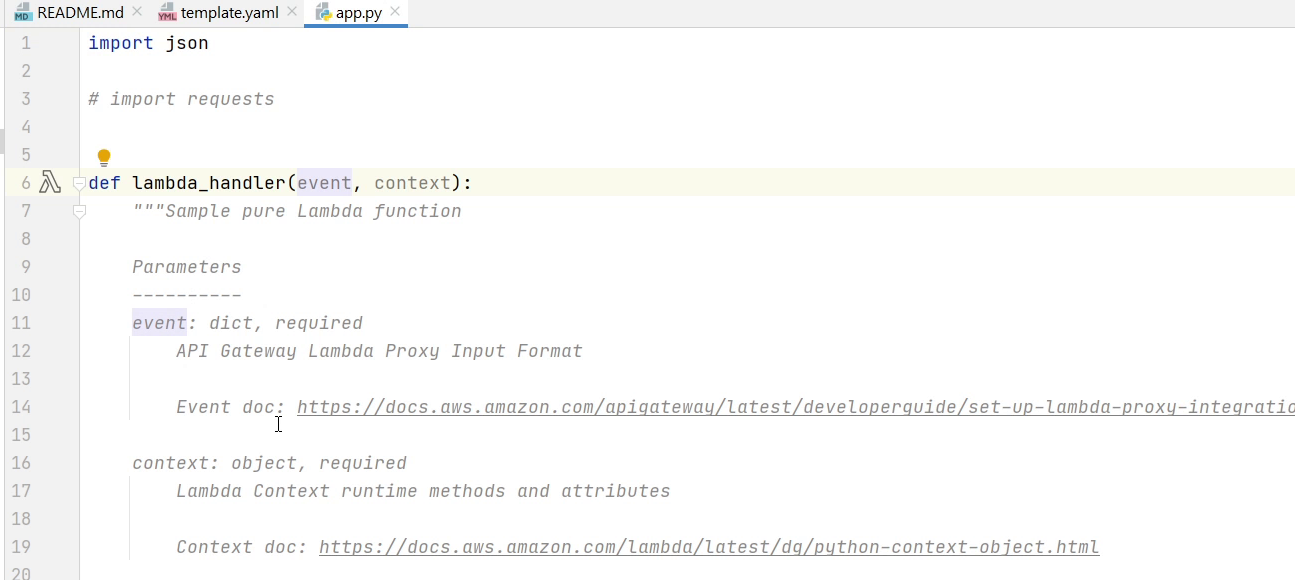 README.md template.yaml app.py
1 import json
2
3 # import requests
4
5
6 def lambda_handler(event, context):
7 """Sample pure Lambda function
8
9 Parameters
10 ----------
11 event: dict, required
12 API Gateway Lambda Proxy Input Format
13
14 Event doc: https://docs.aws.amazon.com/apigateway/latest/developerguide/set-up-lambda-proxy-integratio
15
16 context: object, required
17 Lambda Context runtime methods and attributes
18
19 Context doc: https://docs.aws.amazon.com/lambda/latest/dg/python-context-object.html
20